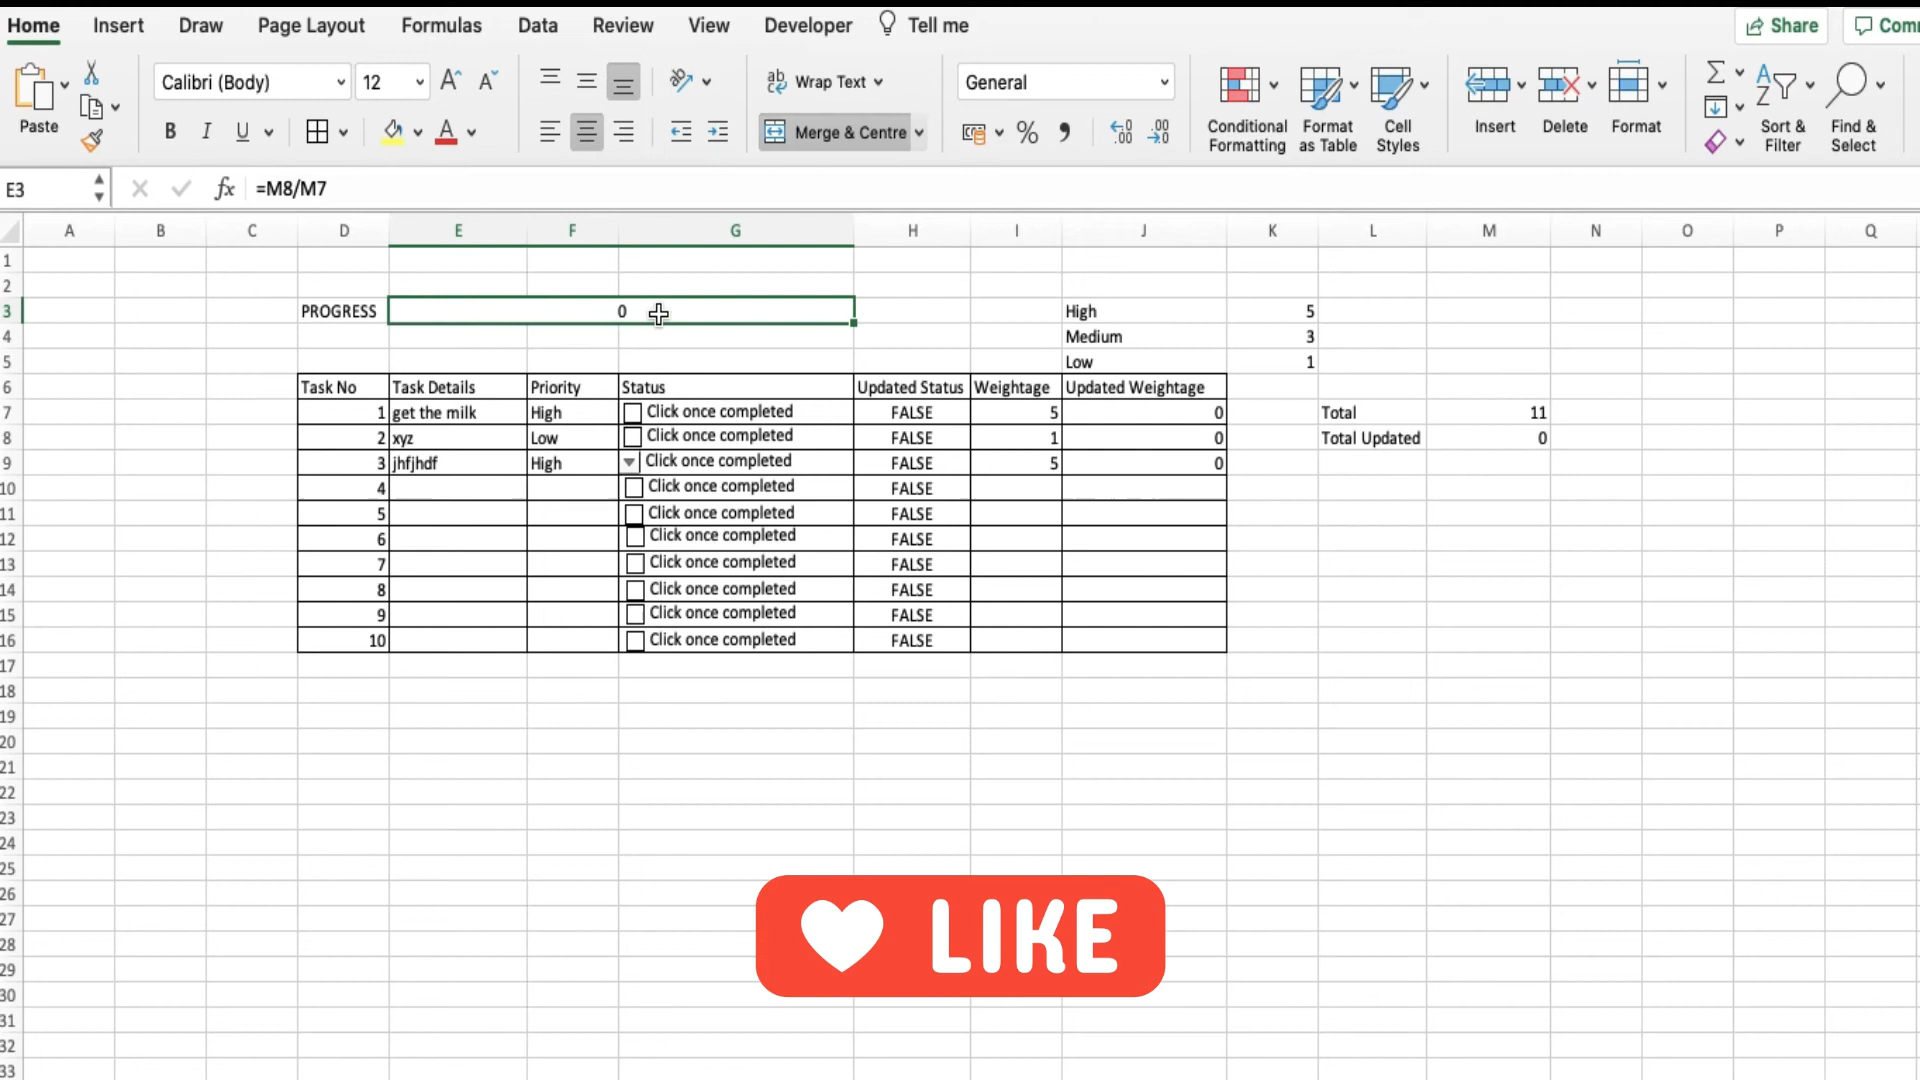 Home Insert Draw Page Layout Formulas Data Review View Developer Tell me Share
Calibri (Body) 12 Wrap Text General
Paste B I U Merge & Centre % Conditional Formatting Format as Table Cell Styles Insert Delete Format Sort & Filter Find & Select
E3 fx =M8/M7
A B C D E F G H I J K L M N O P Q
1
2
3 PROGRESS 0 High 5
4 Medium 3
5 Low 1
6 Task No Task Details Priority Status Updated Status Weightage Updated Weightage
7 1 get the milk High Click once completed FALSE 5 0 Total 11
8 2 xyz Low Click once completed FALSE 1 0 Total Updated 0
9 3 jhfjhdf High Click once completed FALSE 5 0
10 4 Click once completed FALSE
11 5 Click once completed FALSE
12 6 Click once completed FALSE
13 7 Click once completed FALSE
14 8 Click once completed FALSE
15 9 Click once completed FALSE
16 10 Click once completed FALSE
17
18
19
20
21
22
23
24
25
26
27
28
29
30
31
32
33
LIKE